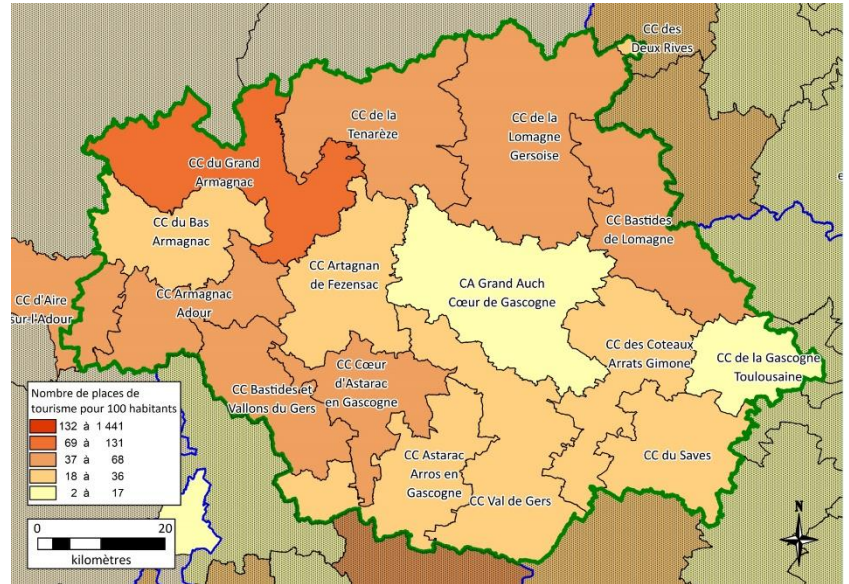 CC des
Deux Rives
CC de la
Tenarèze
CC de la
Lomagne
Gersoise
CC du Grand
Armagnac
CC du Bas
Armagnac
CC Bastides
de Lomagne
CC Artagnan
de Fezensac
CA Grand Auch
Cœur de Gascogne
CC d'Aire
sur-l'Adour
CC Armagnac
Adour
CC des Coteaux
Arrats Gimone
CC de la Gascogne
Toulousaine
CC Cœur
d'Astarac
en Gascogne
CC Bastides et
Vallons du Gers
CC Astarac
Arros en
Gascogne
CC du Saves
CC Val de Gers
Nombre de places de
tourisme pour 100 habitants
132 à 1 441
69 à 131
37 à 68
18 à 36
2 à 17
0 20
kilomètres
N